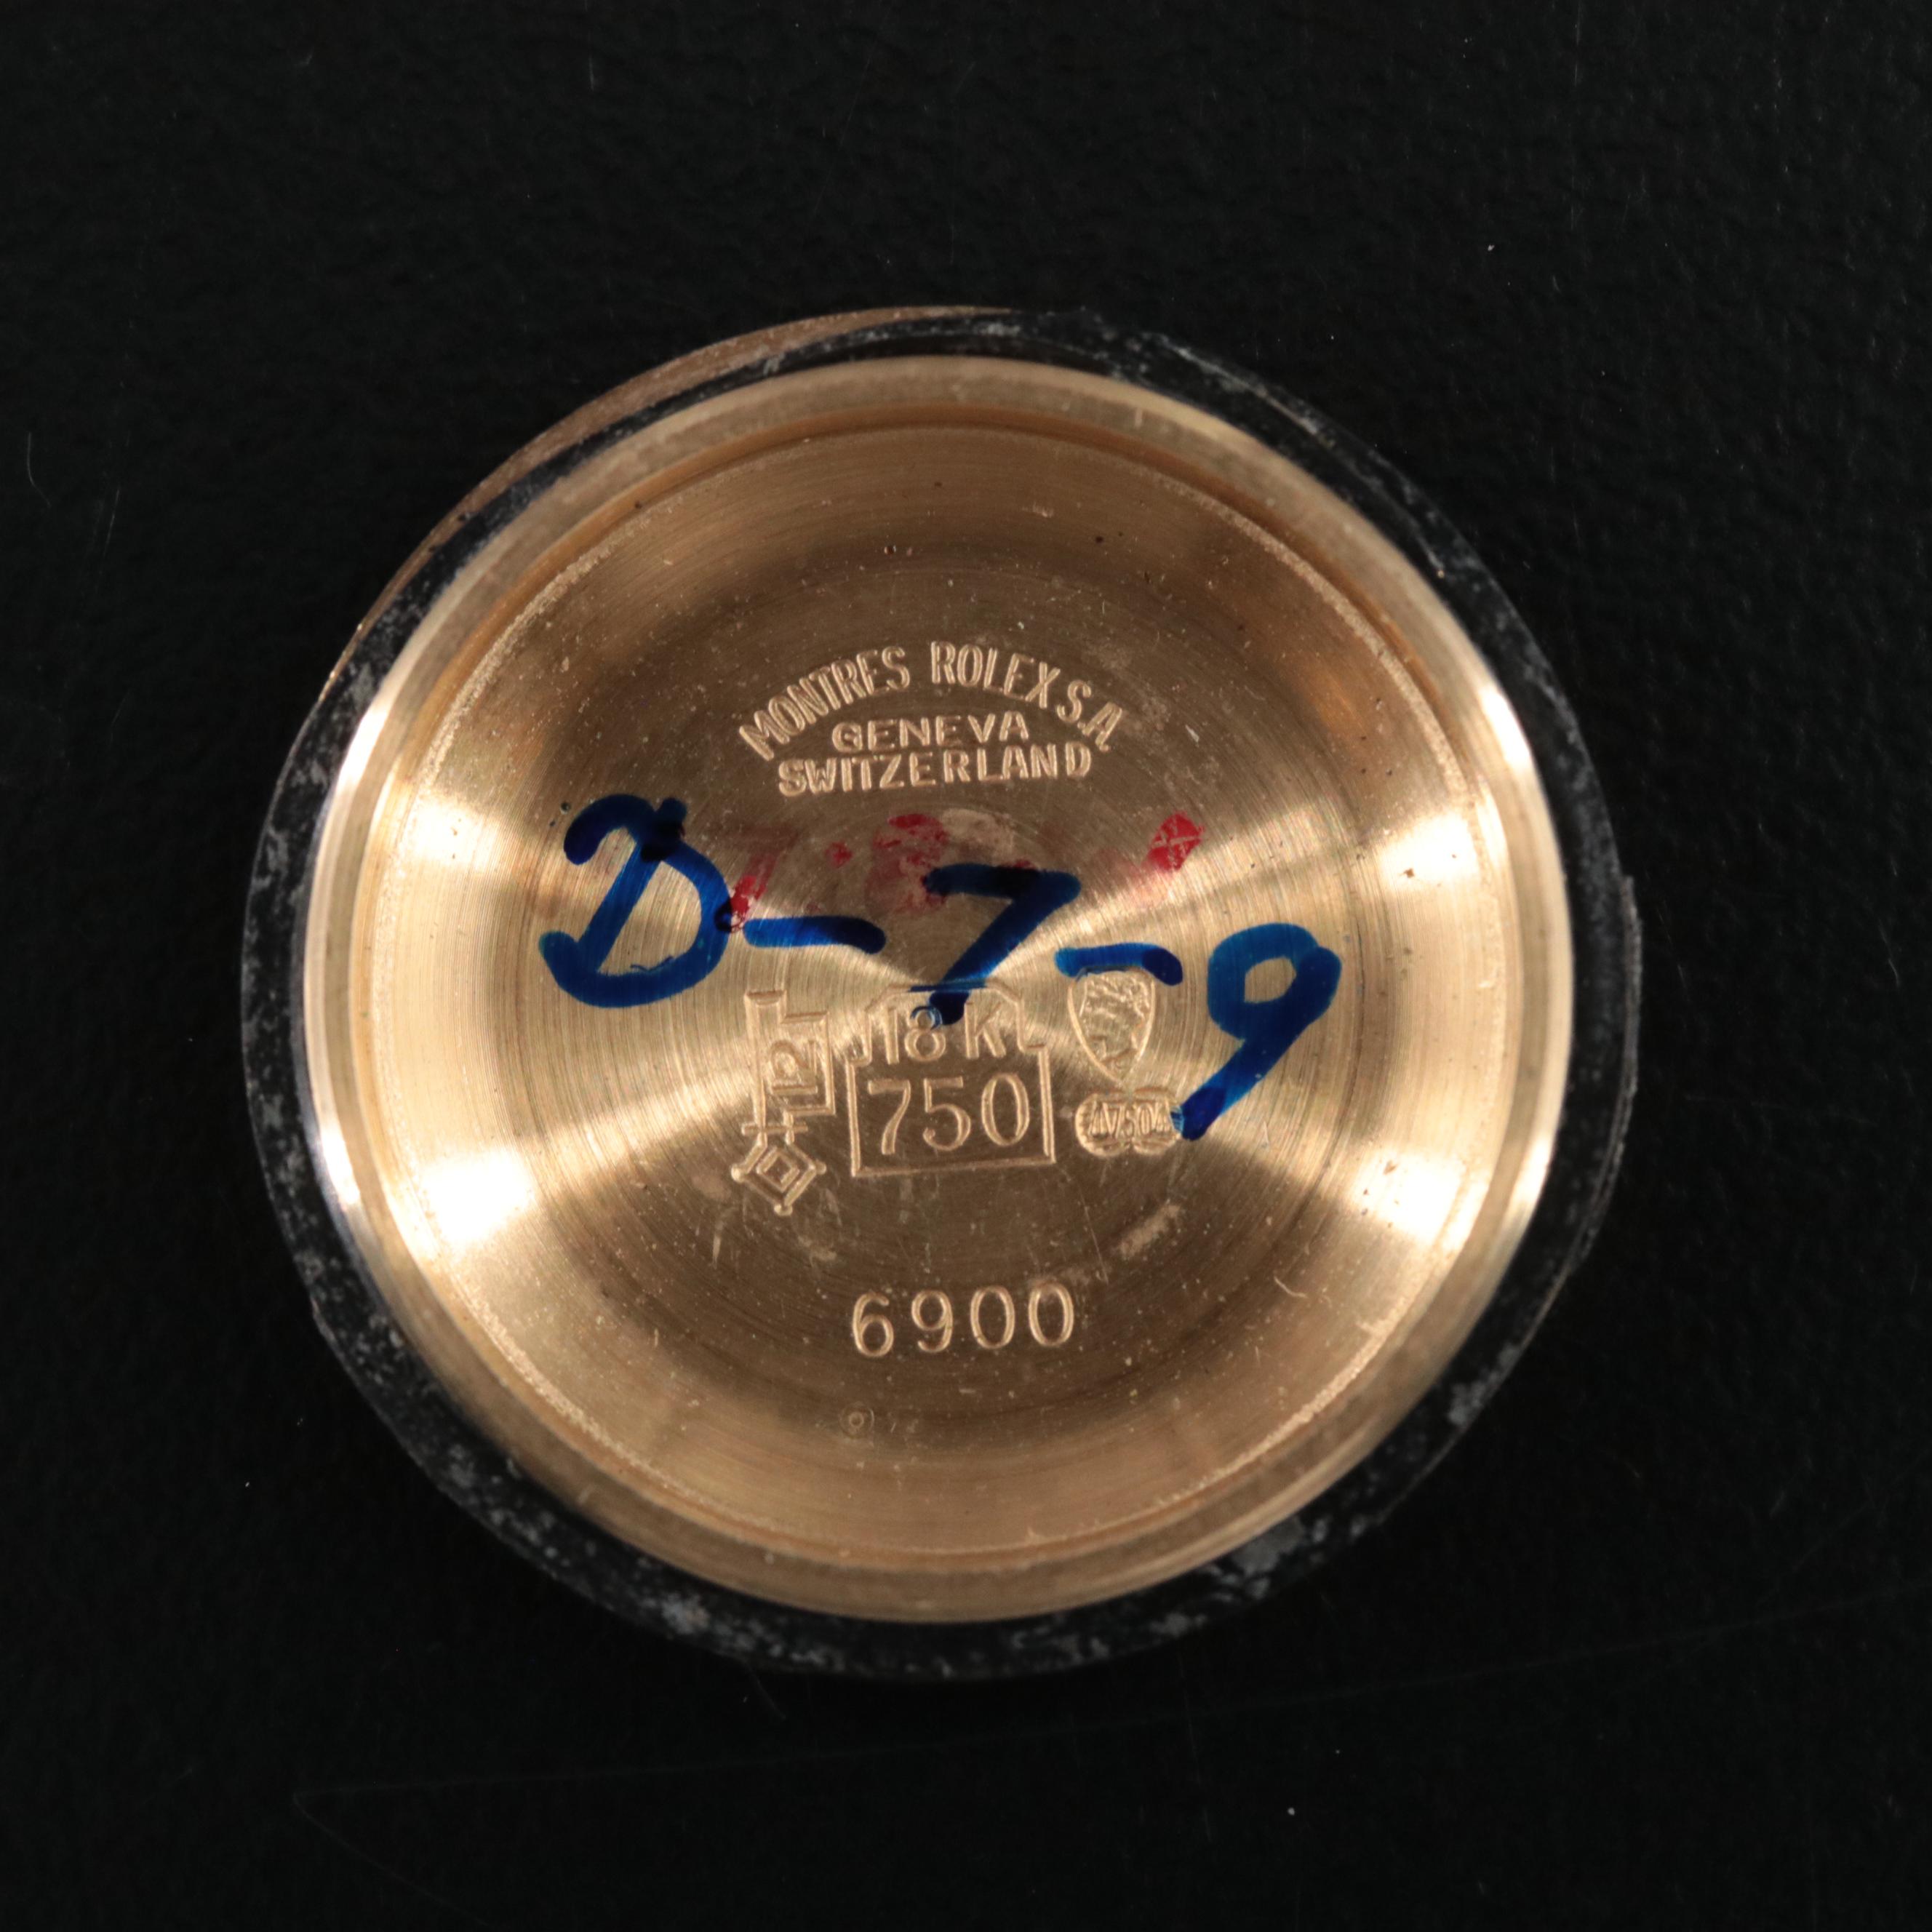 MONTRES ROLEX S.A.
GENEVA
SWITZERLAND
D-7-9
18K
750
6900